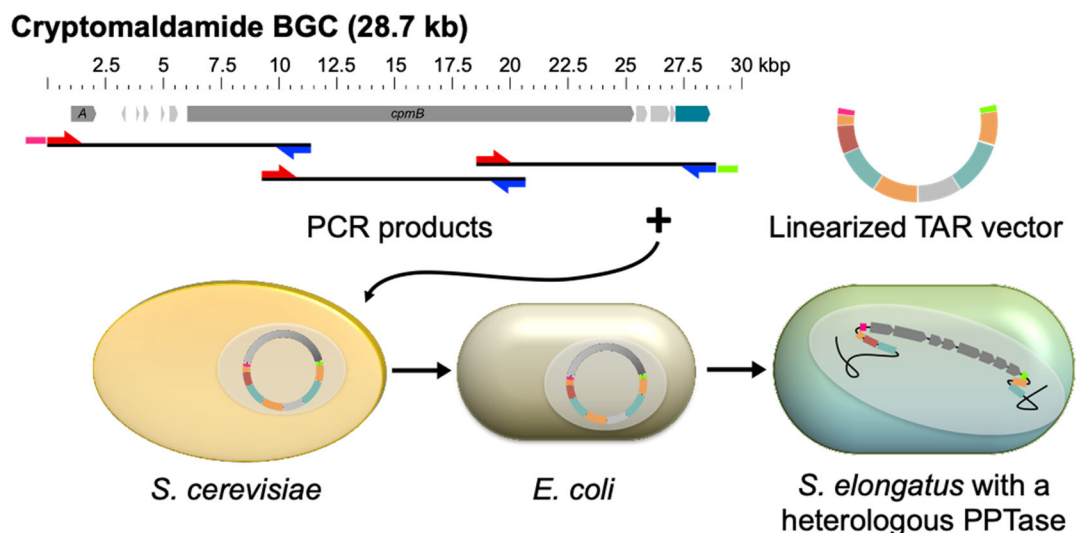 Cryptomaldamide BGC (28.7 kb)
2.5 5 7.5 10 12.5 15 17.5 20 22.5 25 27.5 30 kbp
A cpmB
PCR products
+
Linearized TAR vector
S. cerevisiae
E. coli
S. elongatus with a
heterologous PPTase